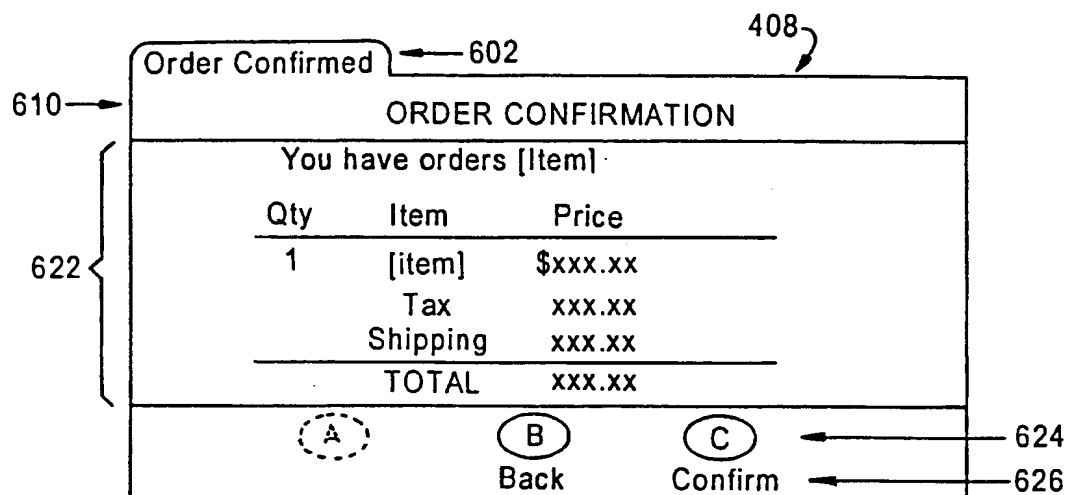 408
Order Confirmed 602
610 ORDER CONFIRMATION
You have orders [Item]
Qty Item Price
1 [item] $xxx.xx
622
Tax xxx.xx
Shipping xxx.xx
TOTAL xxx.xx
A B C 624
Back Confirm 626